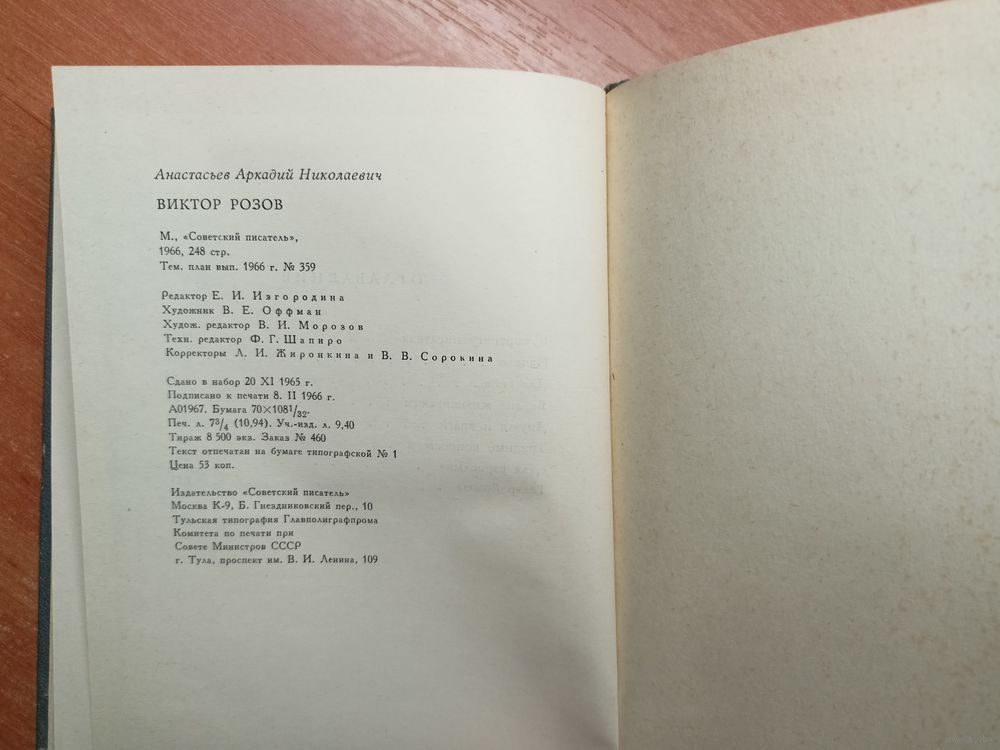 Анастасьев Аркадий Николаевич
ВИКТОР РОЗОВ
М., «Советский писатель»,
1966, 248 стр.
Тем. план вып. 1966 г. № 359
Редактор Е. И. Изгородина
Художник В. Е. Оффман
Худож. редактор В. И. Морозов
Техн. редактор Ф. Г. Шапиро
Корректоры Л. И. Жиронкина и В. В. Сорокина
Сдано в набор 20 XI 1965 г.
Подписано к печати 8. II 1966 г.
А01967. Бумага 70×108¹/₃₂.
Печ. л. 7³/₄ (10,94). Уч.-изд. л. 9,40
Тираж 8 500 экз. Заказ № 460
Текст отпечатан на бумаге типографской № 1
Цена 53 коп.
Издательство «Советский писатель»
Москва К-9, Б. Гнездниковский пер., 10
Тульская типография Главполиграфпрома
Комитета по печати при
Совете Министров СССР
г. Тула, проспект им. В. И. Ленина, 109